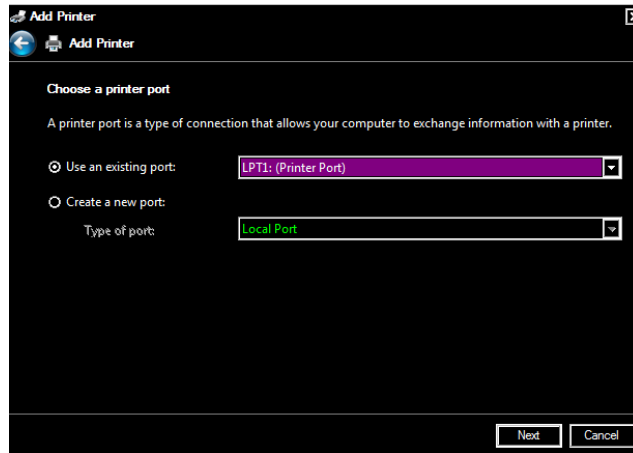 Add Printer
Add Printer
Choose a printer port
A printer port is a type of connection that allows your computer to exchange information with a printer.
Use an existing port: LPT1: (Printer Port)
Create a new port:
Type of port: Local Port
Next Cancel